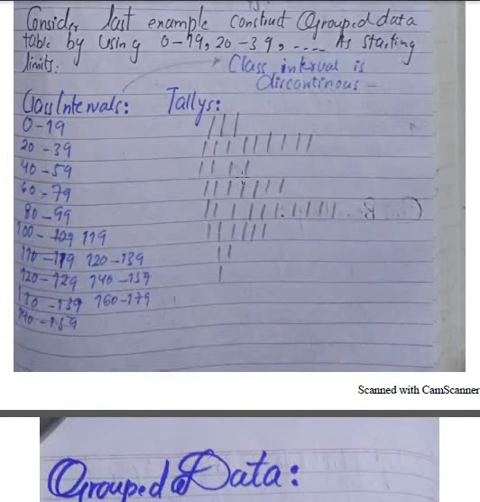 Consider last example construct Grouped data
table by using 0-19, 20-39, .... As starting
limits.
Class interval is
discontinous -
Class Intervals: Tallys:
0-19 |||
20-39
40-59 ||||
60-79
80-99
100- 119
120-139 ||
140-159 |
160-179
Scanned with CamScanner
Grouped Data: